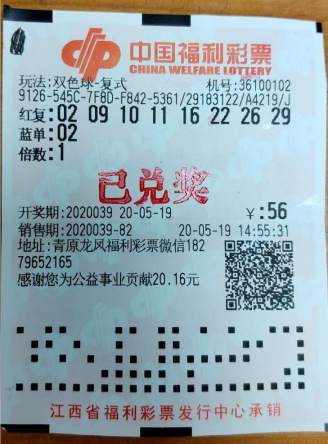 中国福利彩票
CHINA WELFARE LOTTERY
玩法:双色球-复式 机号:36100102
9126-545C-7F8D-F842-5361/29183122/A4219/J
红复:02 09 10 11 16 22 26 29
蓝单:02
倍数:1
已兑奖
开奖期:2020039 20-05-19 ¥:56
销售期:2020039-82 20-05-19 14:55:31
地址:青原龙凤福利彩票微信182
79652165
感谢您为公益事业贡献20.16元
江西省福利彩票发行中心承销